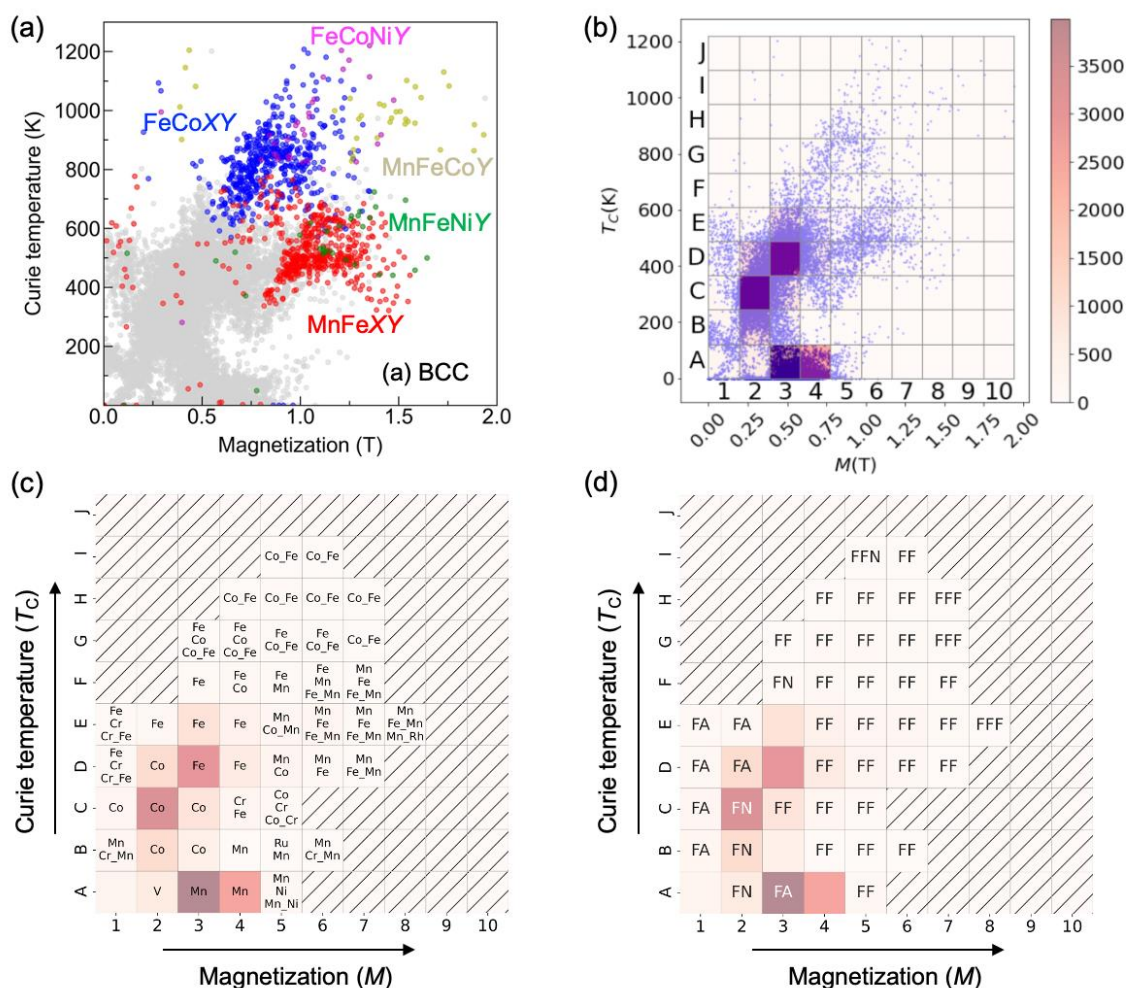 (a)
Curie temperature (K)
1200
1000
800
600
400
200
0.0
0.5
1.0
1.5
2.0
Magnetization (T)
FeCoNiY
FeCoXY
MnFeCoY
MnFeNiY
MnFeXY
(a) BCC
(b)
T_C(K)
1200
1000
800
600
400
200
0
J
I
H
G
F
E
D
C
B
A
1 2 3 4 5 6 7 8 9 10
0.00 0.25 0.50 0.75 1.00 1.25 1.50 1.75 2.00
M(T)
3500
3000
2500
2000
1500
1000
500
0
(c)
Curie temperature (T_C)
J
I
Co_Fe Co_Fe
H
Co_Fe Co_Fe Co_Fe Co_Fe
G
Fe Fe Fe
Co Co Co_Fe Fe Co_Fe
Co_Fe Co_Fe Co_Fe
F
Fe Mn
Fe Fe Fe Mn Fe
Co Mn Fe_Mn Fe_Mn
E
Fe Mn Mn Mn
Cr Fe Fe Fe Mn Fe Fe Fe_Mn
Cr_Fe Co_Mn Fe_Mn Fe_Mn Mn_Rh
D
Fe
Cr Co Fe Fe Mn Mn Mn
Cr_Fe Co Fe Fe_Mn
C
Co Co Co Cr Co
Fe Cr
Co_Cr
B
Mn Co Co Mn Ru Mn
Cr_Mn Mn Cr_Mn
A
V Mn Mn Mn
Ni
Mn_Ni
1 2 3 4 5 6 7 8 9 10
Magnetization (M)
(d)
Curie temperature (T_C)
J
I
FFN FF
H
FF FF FF FFF
G
FF FF FF FF FFF
F
FN FF FF FF FF
E
FA FA FF FF FF FF FFF
D
FA FA FF FF FF FF
C
FA FN FF FF FF
B
FA FN FF FF FF
A
FN FA FF
1 2 3 4 5 6 7 8 9 10
Magnetization (M)